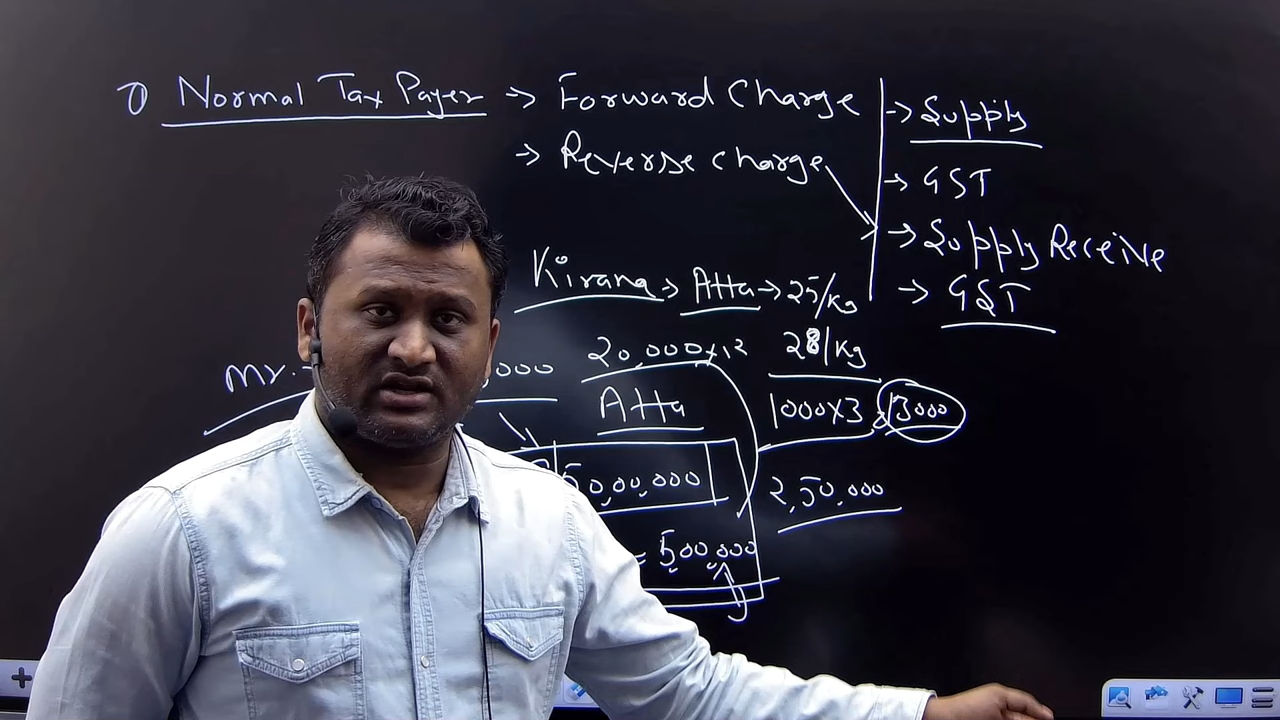 ① Normal Tax Payer → Forward Charge → Supply
→ Reverse charge → GST
→ Supply Receive
Kirana → Atta → 25/Kg → GST
Mr. 000 20,000x12 28/Kg
Atta 1000x3 = 3000
50,00,000 2,50,000
= 500,000